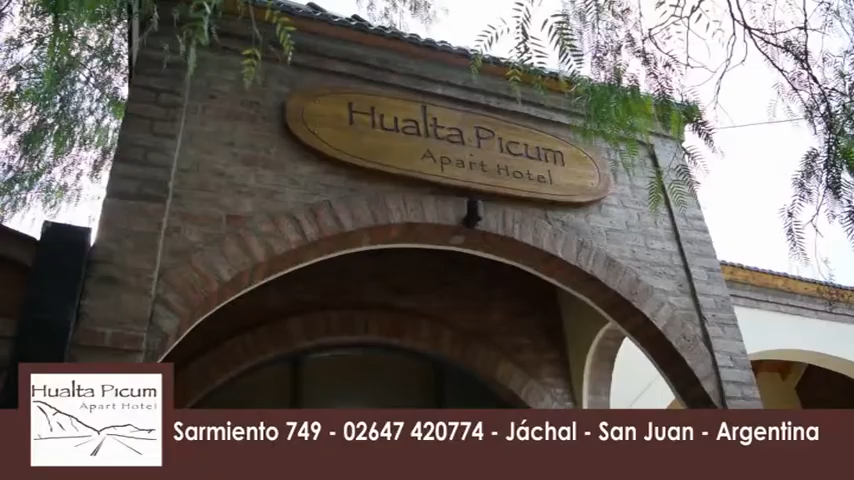 Hualta Picum
Apart Hotel
Hualta Picum
Apart Hotel
Sarmiento 749 - 02647 420774 - Jáchal - San Juan - Argentina